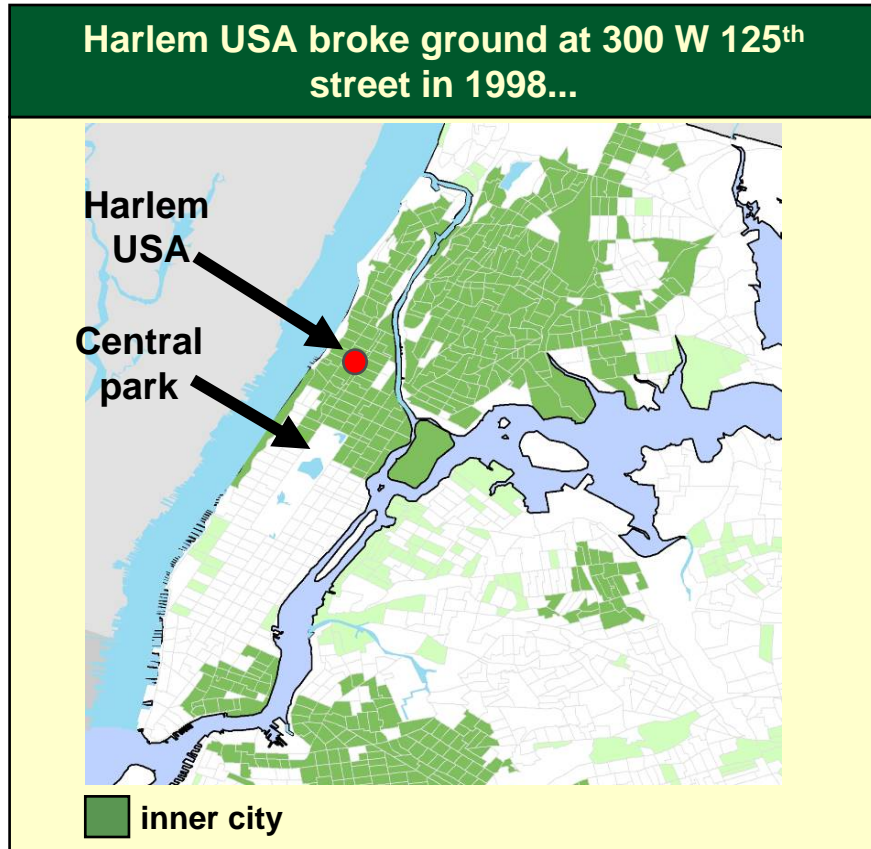 Harlem USA broke ground at 300 W 125th
street in 1998...
Harlem
USA
Central
park
inner city